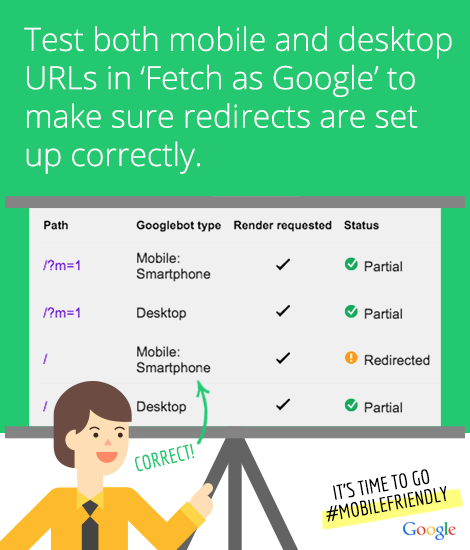 Test both mobile and desktop
URLs in ‘Fetch as Google’ to
make sure redirects are set
up correctly.
Path Googlebot type Render requested Status
/?m=1 Mobile: Smartphone ✓ Partial
/?m=1 Desktop ✓ Partial
/ Mobile: Smartphone ✓ Redirected
/ Desktop ✓ Partial
CORRECT!
IT'S TIME TO GO
#MOBILEFRIENDLY
Google